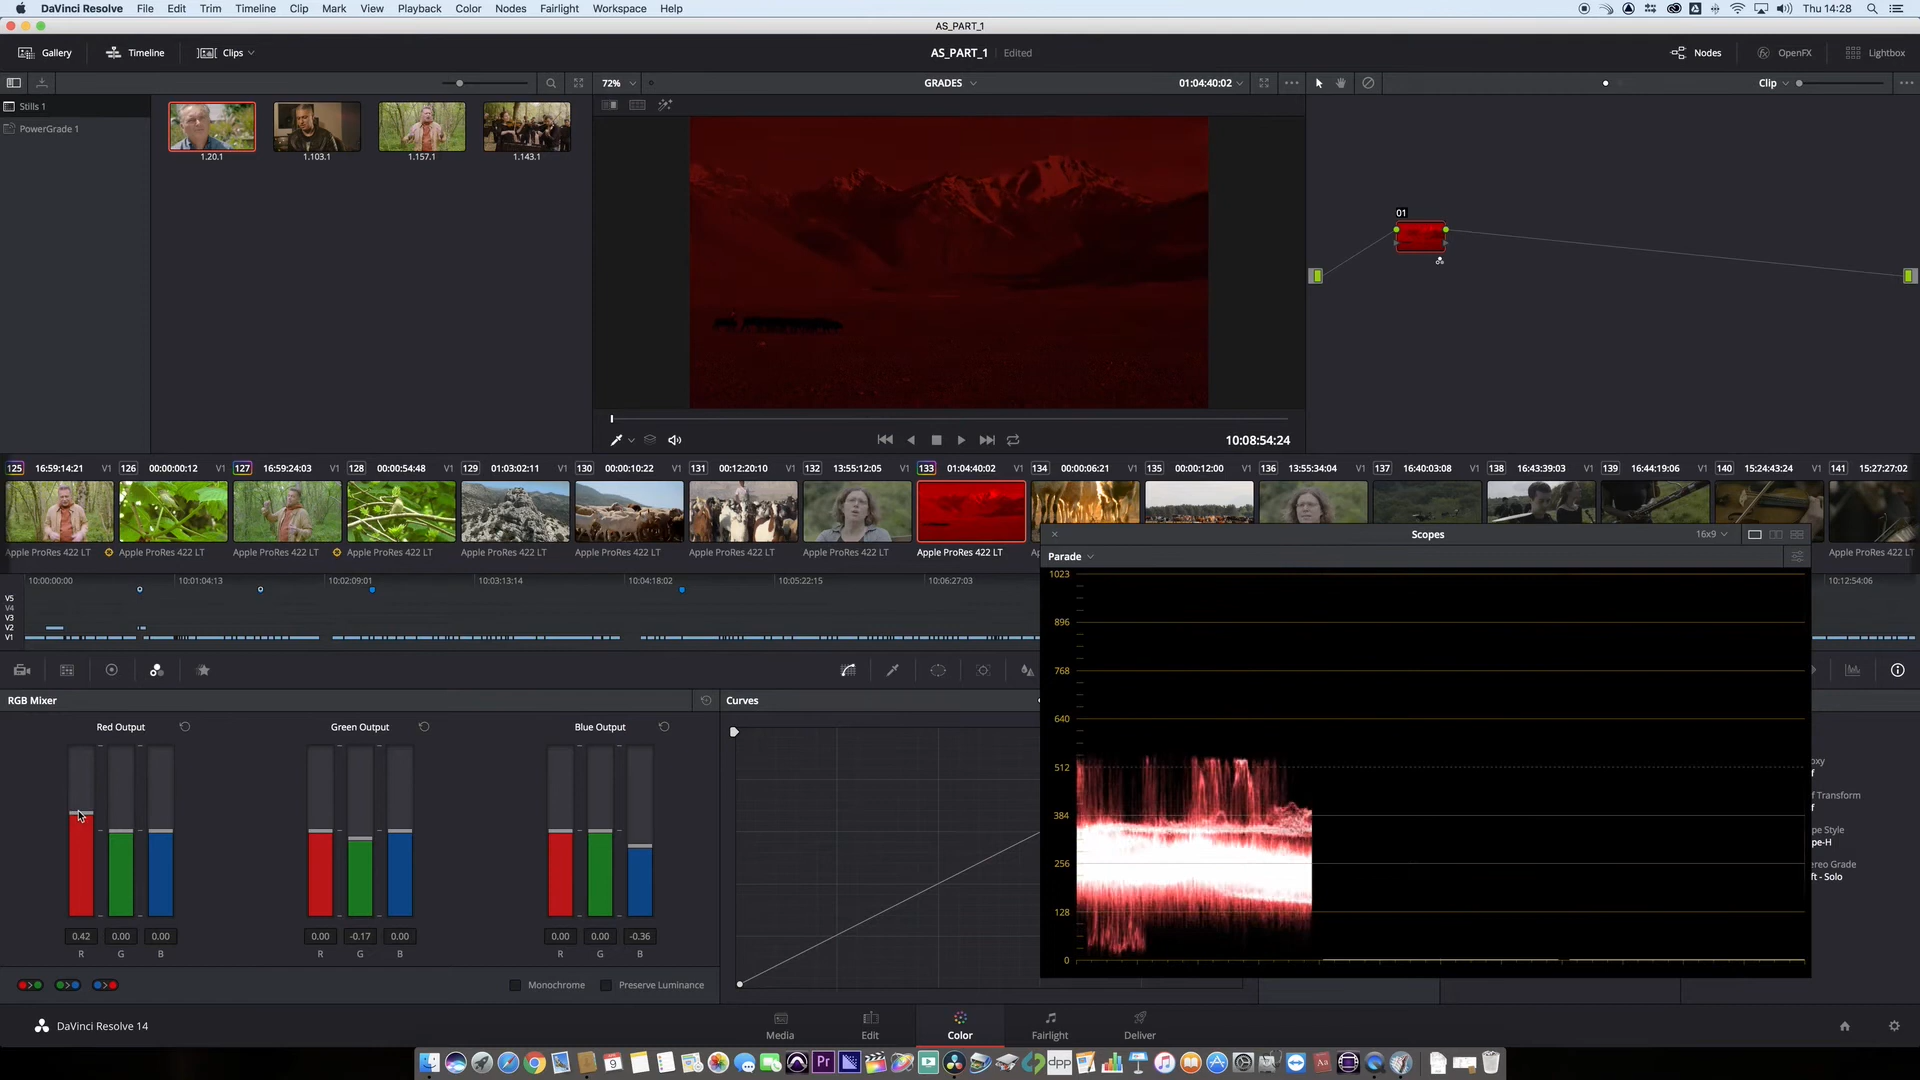 DaVinci Resolve File Edit Trim Timeline Clip Mark View Playback Color Nodes Fairlight Workspace Help Thu 14:28
AS_PART_1
Gallery Timeline Clips AS_PART_1 Edited Nodes OpenFX Lightbox
72% GRADES 01:04:40:02 Clip
Stills 1
PowerGrade 1
1.20.1 1.103.1 1.157.1 1.143.1
01
10:08:54:24
125 16:59:14:21 V1 126 00:00:00:12 V1 127 16:59:24:03 V1 128 00:00:54:48 V1 129 01:03:02:11 V1 130 00:00:10:22 V1 131 00:12:20:10 V1 132 13:55:12:05 V1 133 01:04:40:02 V1 134 00:00:06:21 V1 135 00:00:12:00 V1 136 13:55:34:04 V1 137 16:40:03:08 V1 138 16:43:39:03 V1 139 16:44:19:06 V1 140 15:24:43:24 V1 141 15:27:27:02 V1
Apple ProRes 422 LT Apple ProRes 422 LT Apple ProRes 422 LT Apple ProRes 422 LT Apple ProRes 422 LT Apple ProRes 422 LT Apple ProRes 422 LT Apple ProRes 422 LT Apple ProRes 422 LT Apple ProRes 422 LT
10:00:00:00 10:01:04:13 10:02:09:01 10:03:13:14 10:04:18:02 10:05:22:15 10:06:27:03 10:12:54:06
V5
V4
V3
V2
V1
Scopes 16x9
Parade
1023
896
768
640
512
384
256
128
0
RGB Mixer Curves
Red Output Green Output Blue Output
0.42 0.00 0.00 0.00 -0.17 0.00 0.00 0.00 -0.36
R G B R G B R G B
Monochrome Preserve Luminance
oxy
f
f Transform
f
pe Style
pe-H
ereo Grade
ft - Solo
DaVinci Resolve 14 Media Edit Color Fairlight Deliver
9 Pr dpp Aa